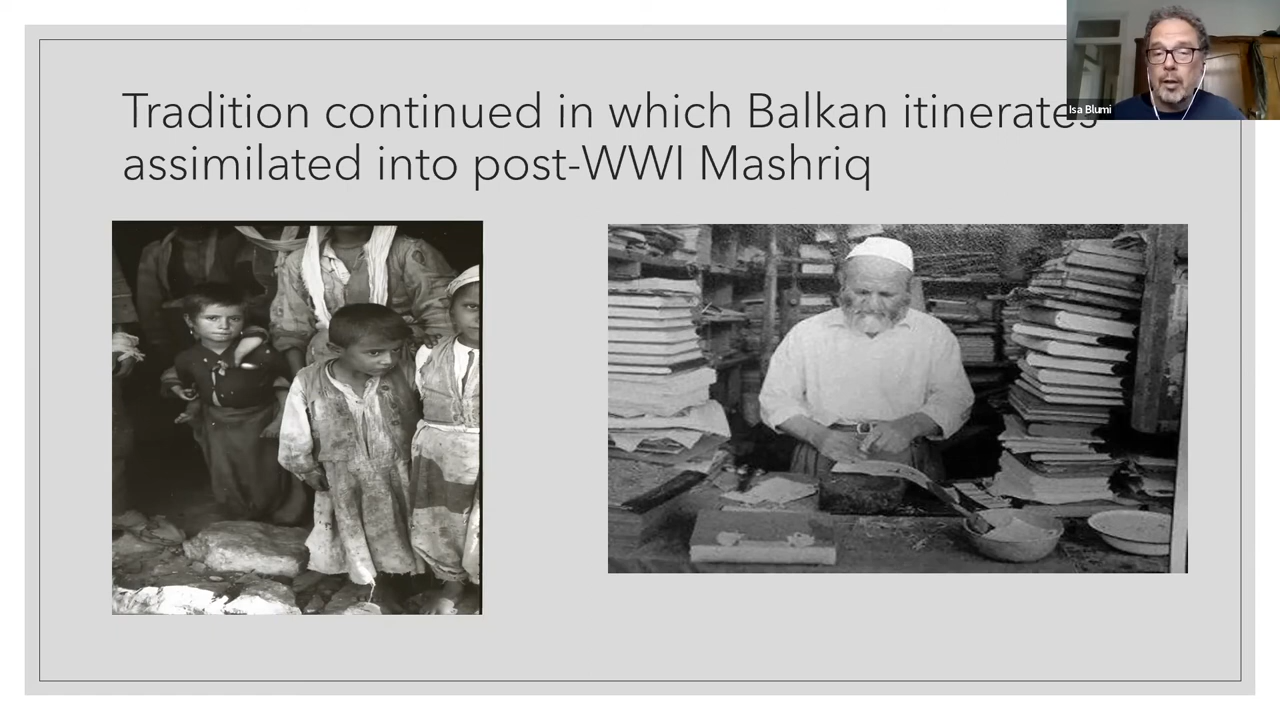 Tradition continued in which Balkan itinerates
assimilated into post-WWI Mashriq
Isa Blumi